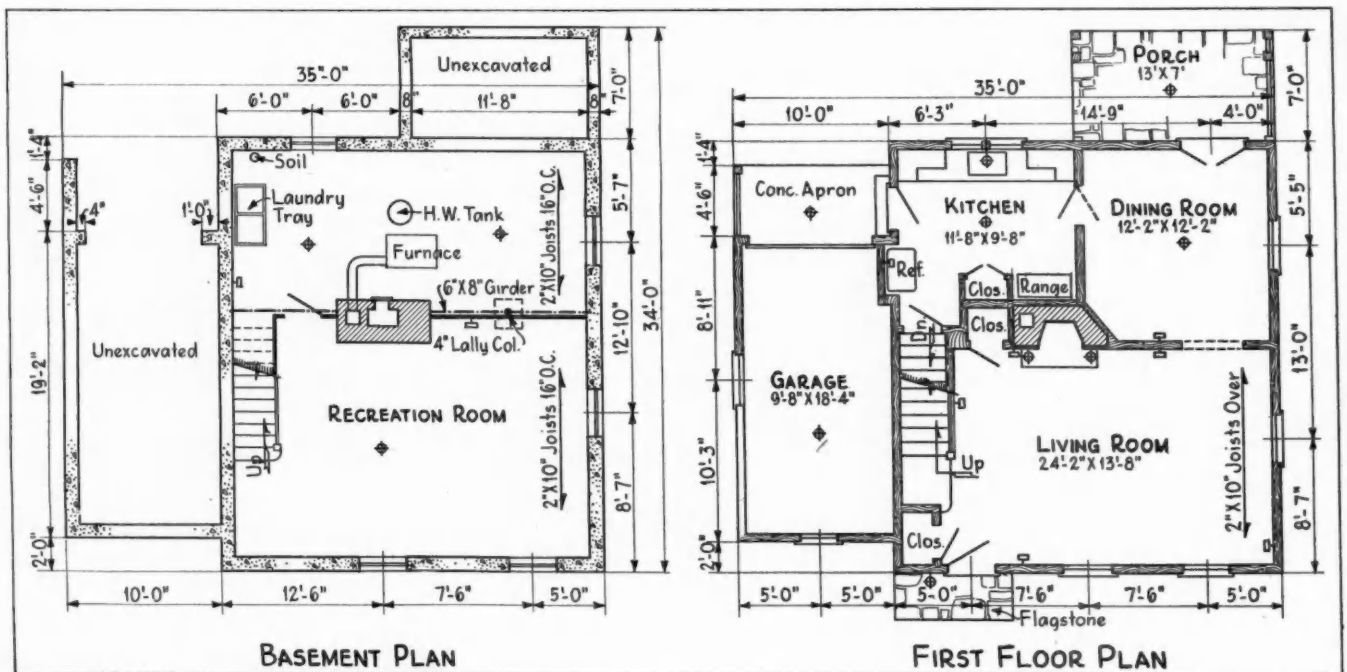 Unexcavated
35'-0"
6'-0"
6'-0"
8"
11'-8"
8"
7'-0"
34'-0"
1'-4"
4'-6"
19'-2"
2'-0"
4"
1'-0"
Soil
Laundry
Tray
H.W. Tank
Furnace
2"X10" Joists 16"O.C.
5'-7"
6"X8" Girder
4" Lally Col.
Unexcavated
RECREATION ROOM
2"X10" Joists 16"O.C.
12'-10"
8'-7"
Up
10'-0"
12'-6"
7'-6"
5'-0"
BASEMENT PLAN
PORCH
13'X7'
35'-0"
10'-0"
6'-3"
14'-9"
4'-0"
7'-0"
1'-4"
4'-6"
8'-11"
10'-3"
2'-0"
Conc. Apron
KITCHEN
11'-8"X9'-8"
DINING ROOM
12'-2"X12'-2"
5'-5"
Ref.
Clos.
Range
Clos.
Dn
GARAGE
9'-8"X18'-4"
LIVING ROOM
24'-2"X13'-8"
2"X10" Joists Over
13'-0"
8'-7"
Up
Clos.
5'-0"
5'-0"
5'-0"
7'-6"
7'-6"
5'-0"
Flagstone
FIRST FLOOR PLAN